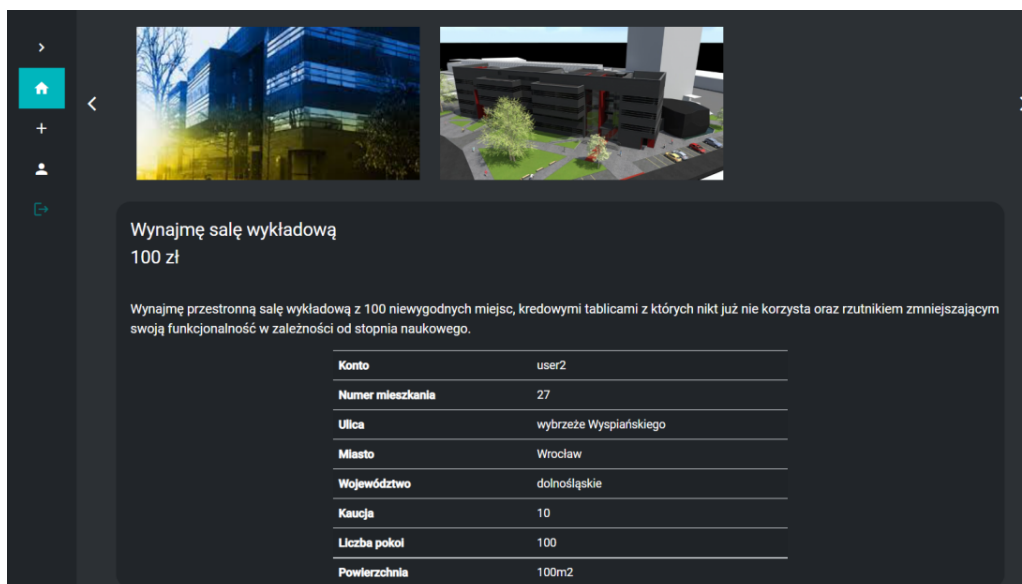 Wynajmę salę wykładową
100 zł
Wynajmę przestronną salę wykładową z 100 niewygodnych miejsc, kredowymi tablicami z których nikt już nie korzysta oraz rzutnikiem zmniejszającym
swoją funkcjonalność w zależności od stopnia naukowego.
Konto user2
Numer mieszkania 27
Ulica wybrzeże Wyspiańskiego
Miasto Wrocław
Województwo dolnośląskie
Kaucja 10
Liczba pokoi 100
Powierzchnia 100m2